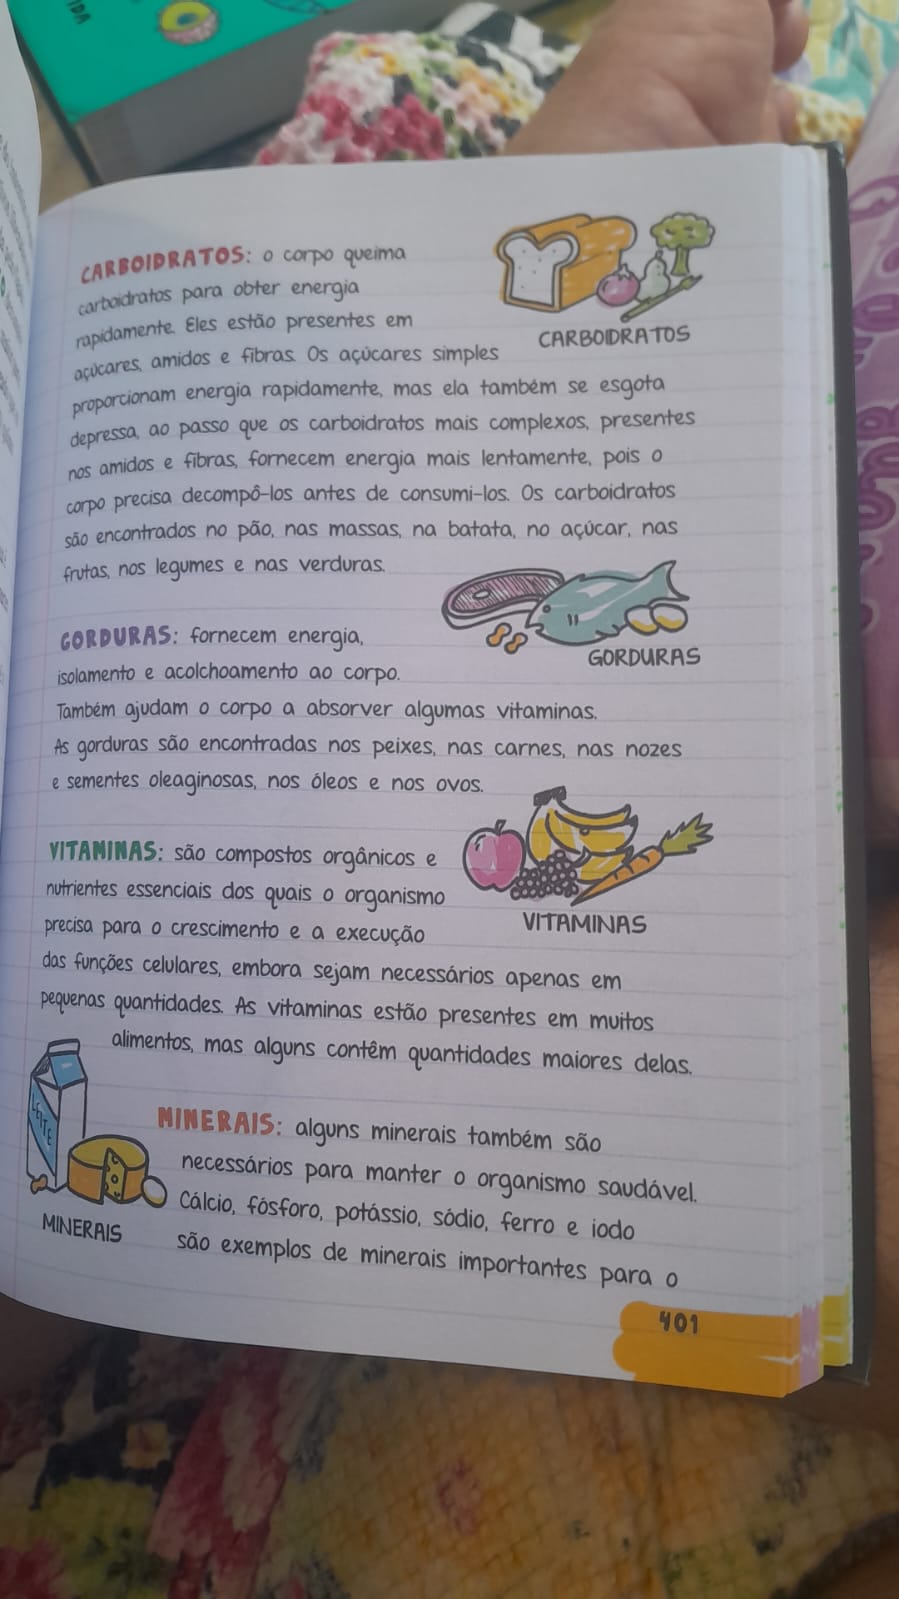 VIDA
CARBOIDRATOS: o corpo queima
carboidratos para obter energia
rapidamente. Eles estão presentes em
açúcares, amidos e fibras. Os açúcares simples
proporcionam energia rapidamente, mas ela também se esgota
depressa, ao passo que os carboidratos mais complexos, presentes
nos amidos e fibras, fornecem energia mais lentamente, pois o
corpo precisa decompô-los antes de consumi-los. Os carboidratos
são encontrados no pão, nas massas, na batata, no açúcar, nas
frutas, nos legumes e nas verduras.
CARBOIDRATOS
GORDURAS: fornecem energia,
isolamento e acolchoamento ao corpo.
Também ajudam o corpo a absorver algumas vitaminas.
As gorduras são encontradas nos peixes, nas carnes, nas nozes
e sementes oleaginosas, nos óleos e nos ovos.
GORDURAS
VITAMINAS: são compostos orgânicos e
nutrientes essenciais dos quais o organismo
precisa para o crescimento e a execução
das funções celulares, embora sejam necessários apenas em
pequenas quantidades. As vitaminas estão presentes em muitos
alimentos, mas alguns contêm quantidades maiores delas.
VITAMINAS
LEITE
MINERAIS
MINERAIS: alguns minerais também são
necessários para manter o organismo saudável.
Cálcio, fósforo, potássio, sódio, ferro e iodo
são exemplos de minerais importantes para o
401